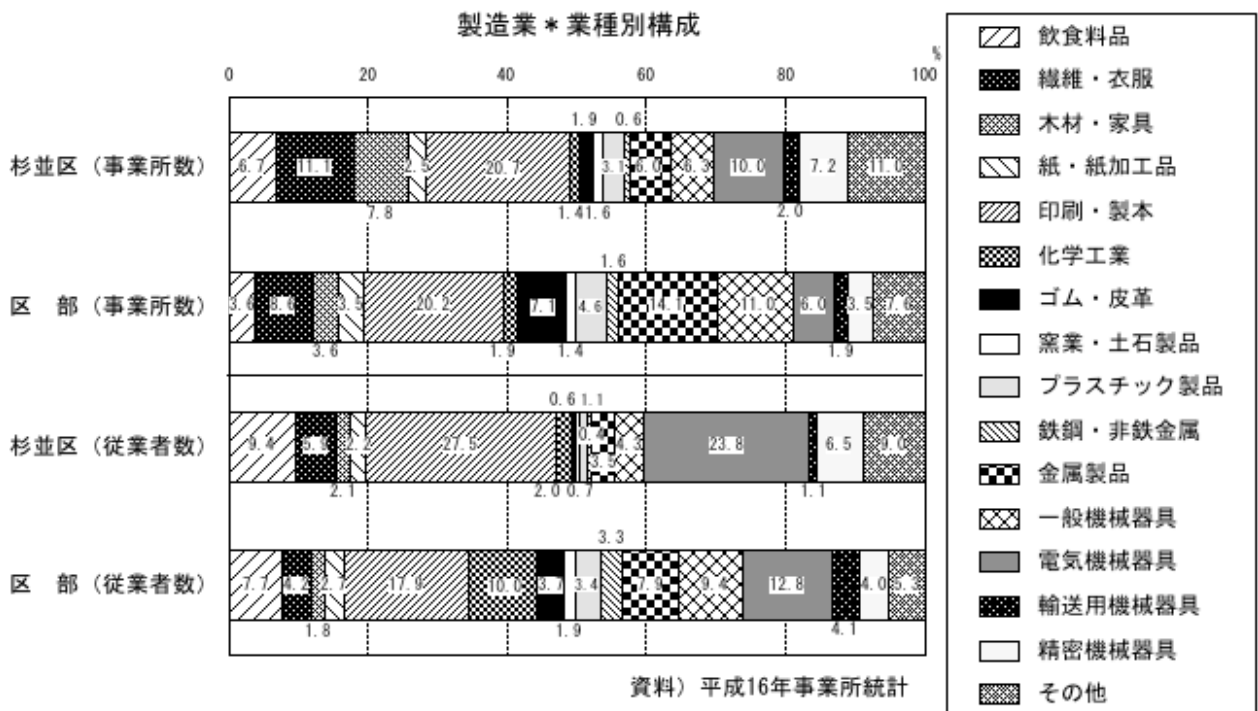 製造業＊業種別構成
%
0 20 40 60 80 100
1.9 0.6
杉並区（事業所数） 6.7 11.1 2.5 20.7 3.1 6.0 6.3 10.0 7.2 11.0
7.8 1.4 1.6 2.0
1.6
区 部（事業所数） 3.6 8.6 3.5 20.2 7.1 4.6 14.1 11.0 6.0 3.5 7.6
3.6 1.9 1.4 1.9
0.6 1.1
杉並区（従業者数） 9.4 5.9 2.2 27.5 0.4 3.5 4.3 23.8 6.5 9.0
2.1 2.0 0.7 1.1
3.3
区 部（従業者数） 7.7 4.2 2.7 17.9 10.0 3.7 3.4 7.9 9.4 12.8 4.0 5.3
1.8 1.9 4.1
資料）平成16年事業所統計
飲食料品
繊維・衣服
木材・家具
紙・紙加工品
印刷・製本
化学工業
ゴム・皮革
窯業・土石製品
プラスチック製品
鉄鋼・非鉄金属
金属製品
一般機械器具
電気機械器具
輸送用機械器具
精密機械器具
その他